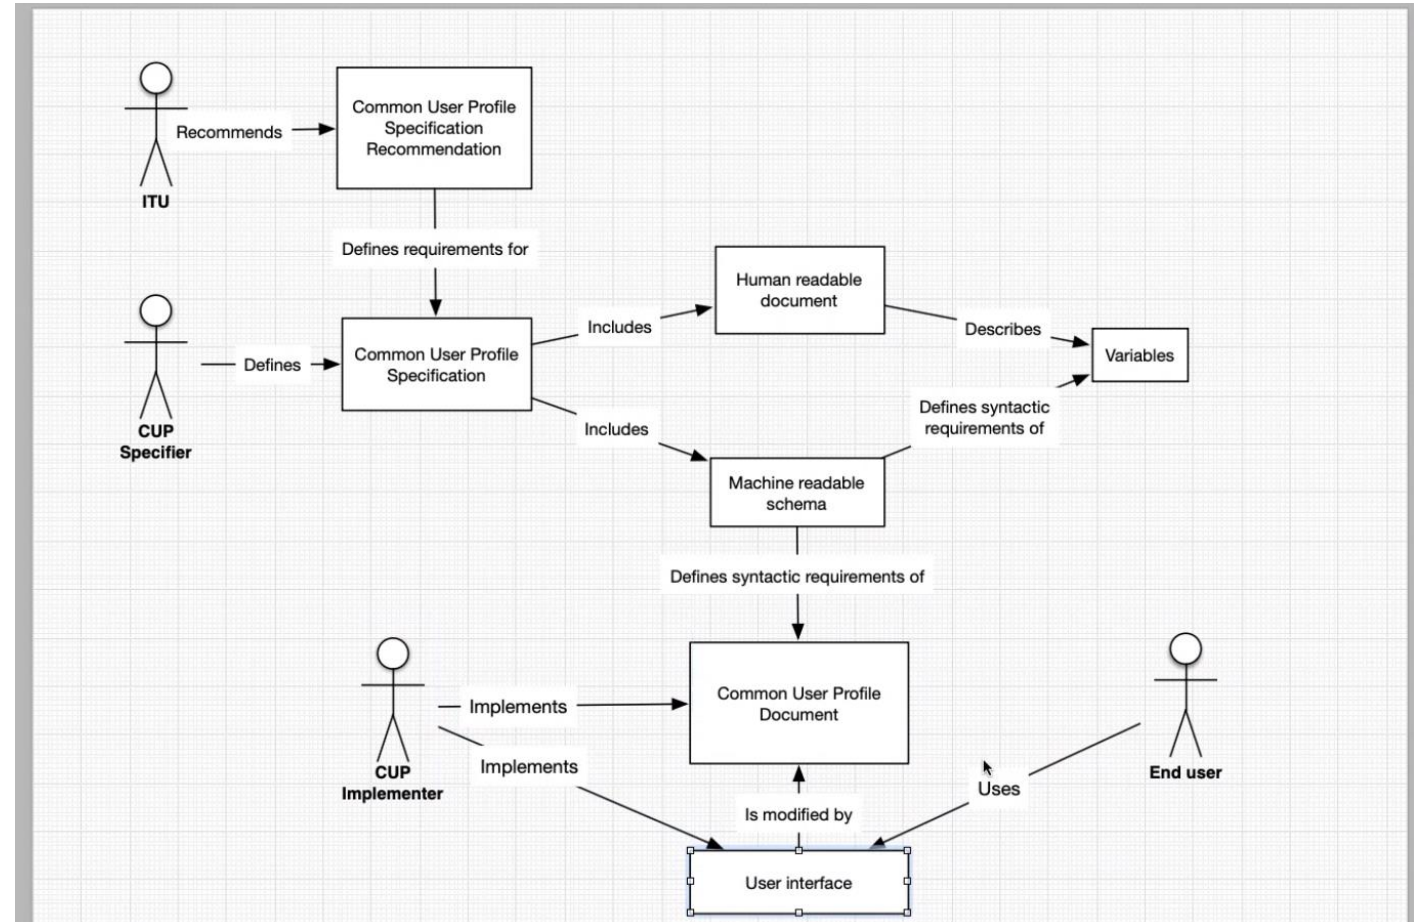 Common User Profile
Specification
Recommendation
Recommends
ITU
Defines requirements for
Human readable
document
Includes
Describes
Common User Profile
Specification
Defines
Variables
CUP
Specifier
Includes
Defines syntactic
requirements of
Machine readable
schema
Defines syntactic requirements of
Common User Profile
Document
Implements
CUP
Implementer
Implements
End user
Uses
Is modified by
User interface